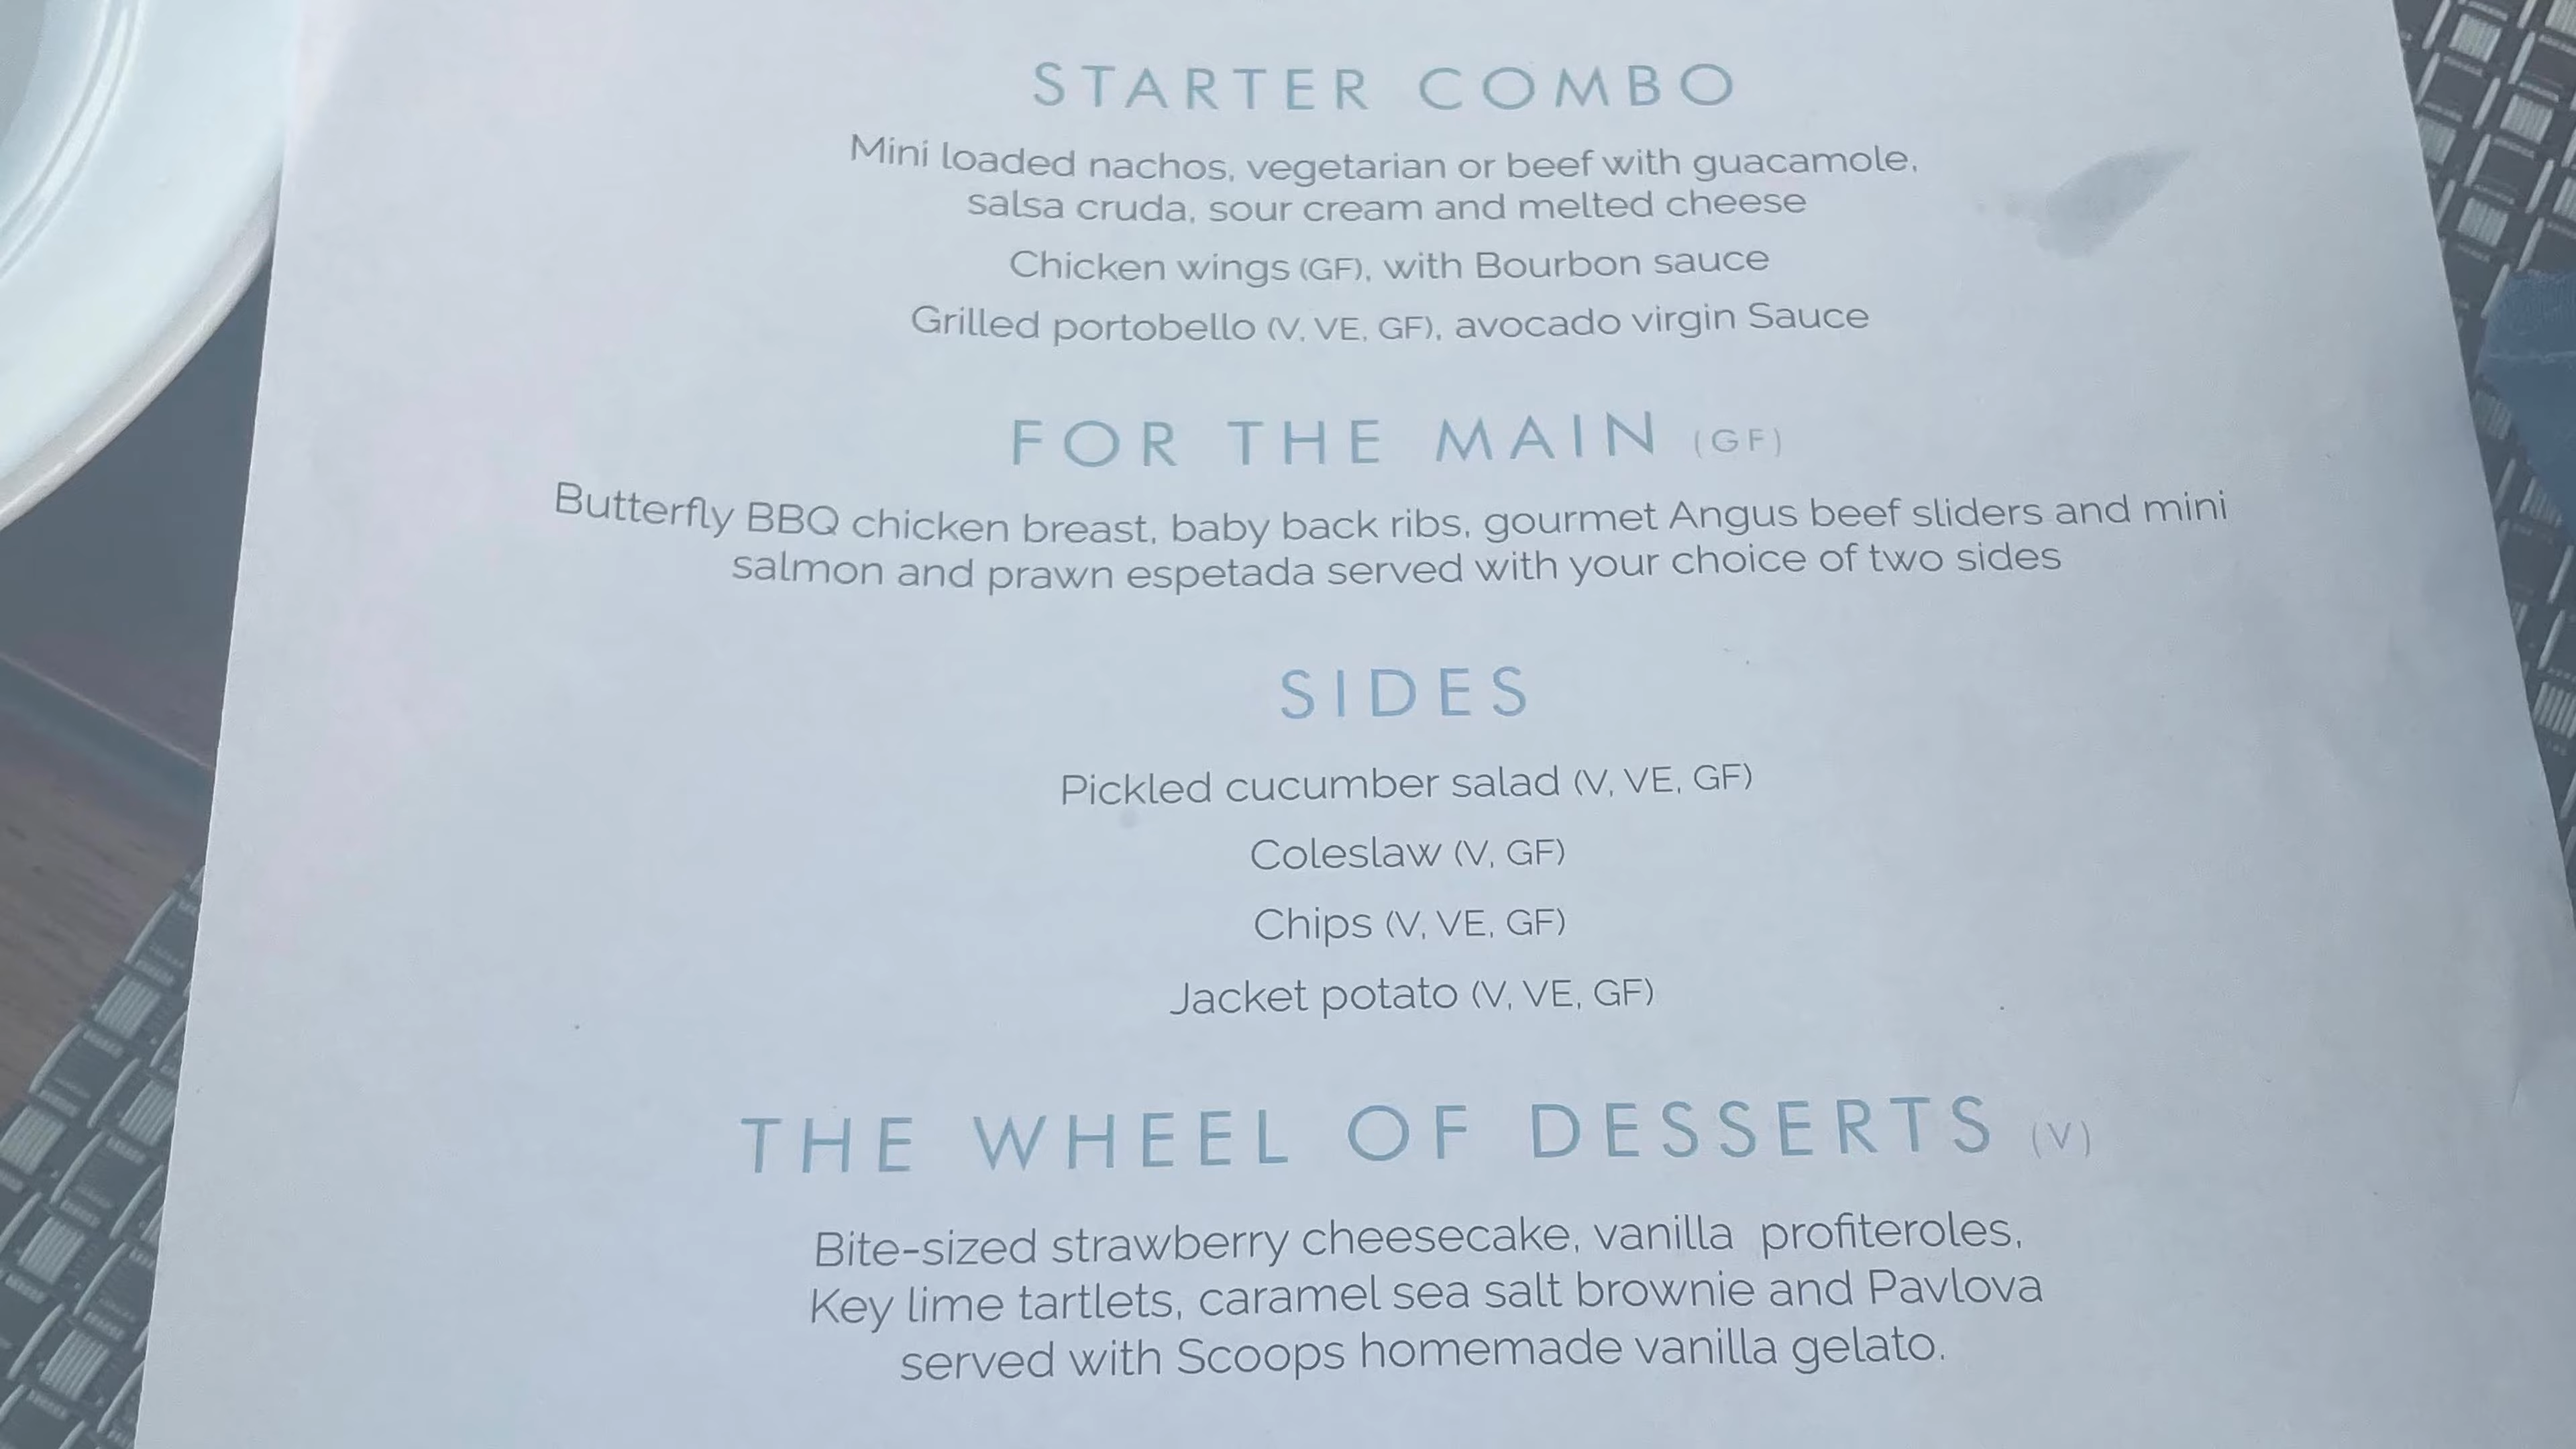 STARTER COMBO
Mini loaded nachos, vegetarian or beef with guacamole,
salsa cruda, sour cream and melted cheese
Chicken wings (GF), with Bourbon sauce
Grilled portobello (V, VE, GF), avocado virgin Sauce
FOR THE MAIN (GF)
Butterfly BBQ chicken breast, baby back ribs, gourmet Angus beef sliders and mini
salmon and prawn espetada served with your choice of two sides
SIDES
Pickled cucumber salad (V, VE, GF)
Coleslaw (V, GF)
Chips (V, VE, GF)
Jacket potato (V, VE, GF)
THE WHEEL OF DESSERTS (V)
Bite-sized strawberry cheesecake, vanilla profiteroles,
Key lime tartlets, caramel sea salt brownie and Pavlova
served with Scoops homemade vanilla gelato.